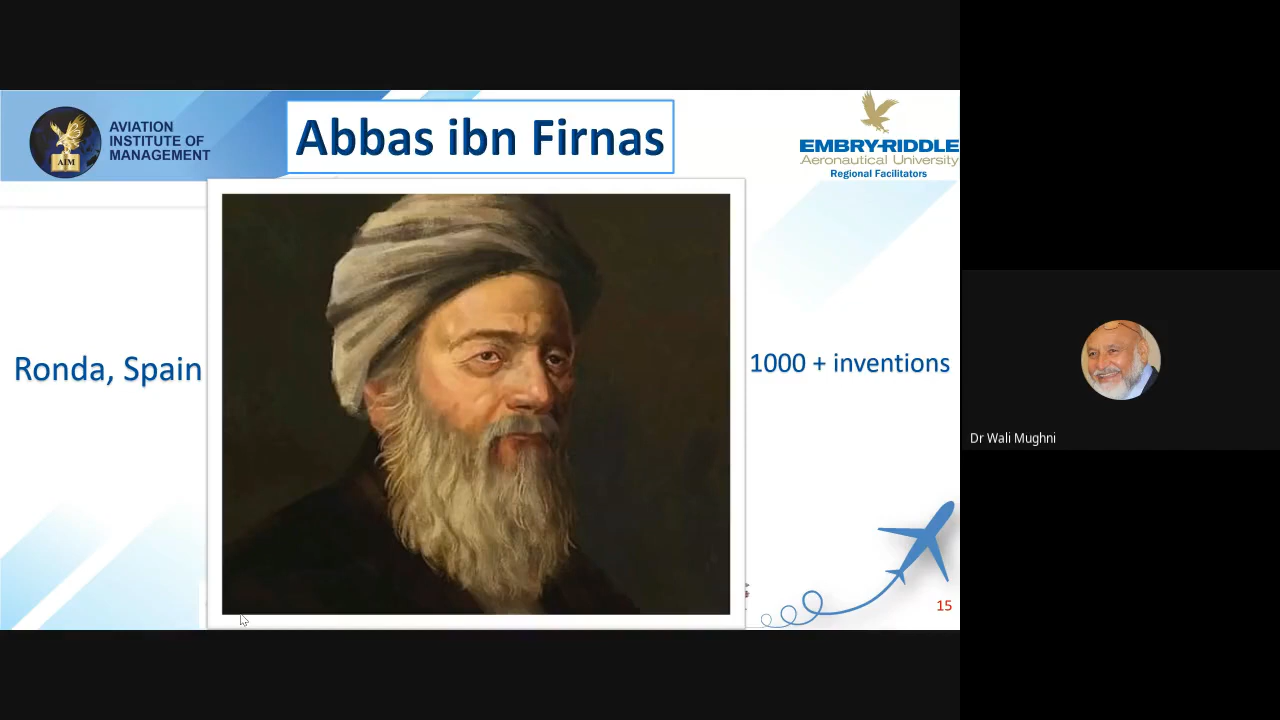 AVIATION
INSTITUTE OF
MANAGEMENT
AIM
Abbas ibn Firnas
EMBRY-RIDDLE
Aeronautical University
Regional Facilitators
Ronda, Spain
1000 + inventions
15
Dr Wali Mughni